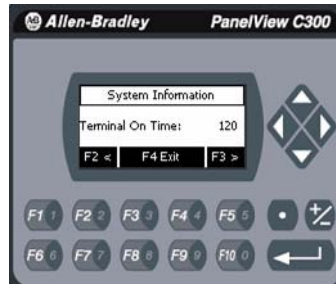 AB Allen-Bradley PanelView C300
System Information
Terminal On Time: 120
F2 < F4 Exit F3 >
F1 1 F2 2 F3 3 F4 4 F5 5 • +/-
F6 6 F7 7 F8 8 F9 9 F10 0